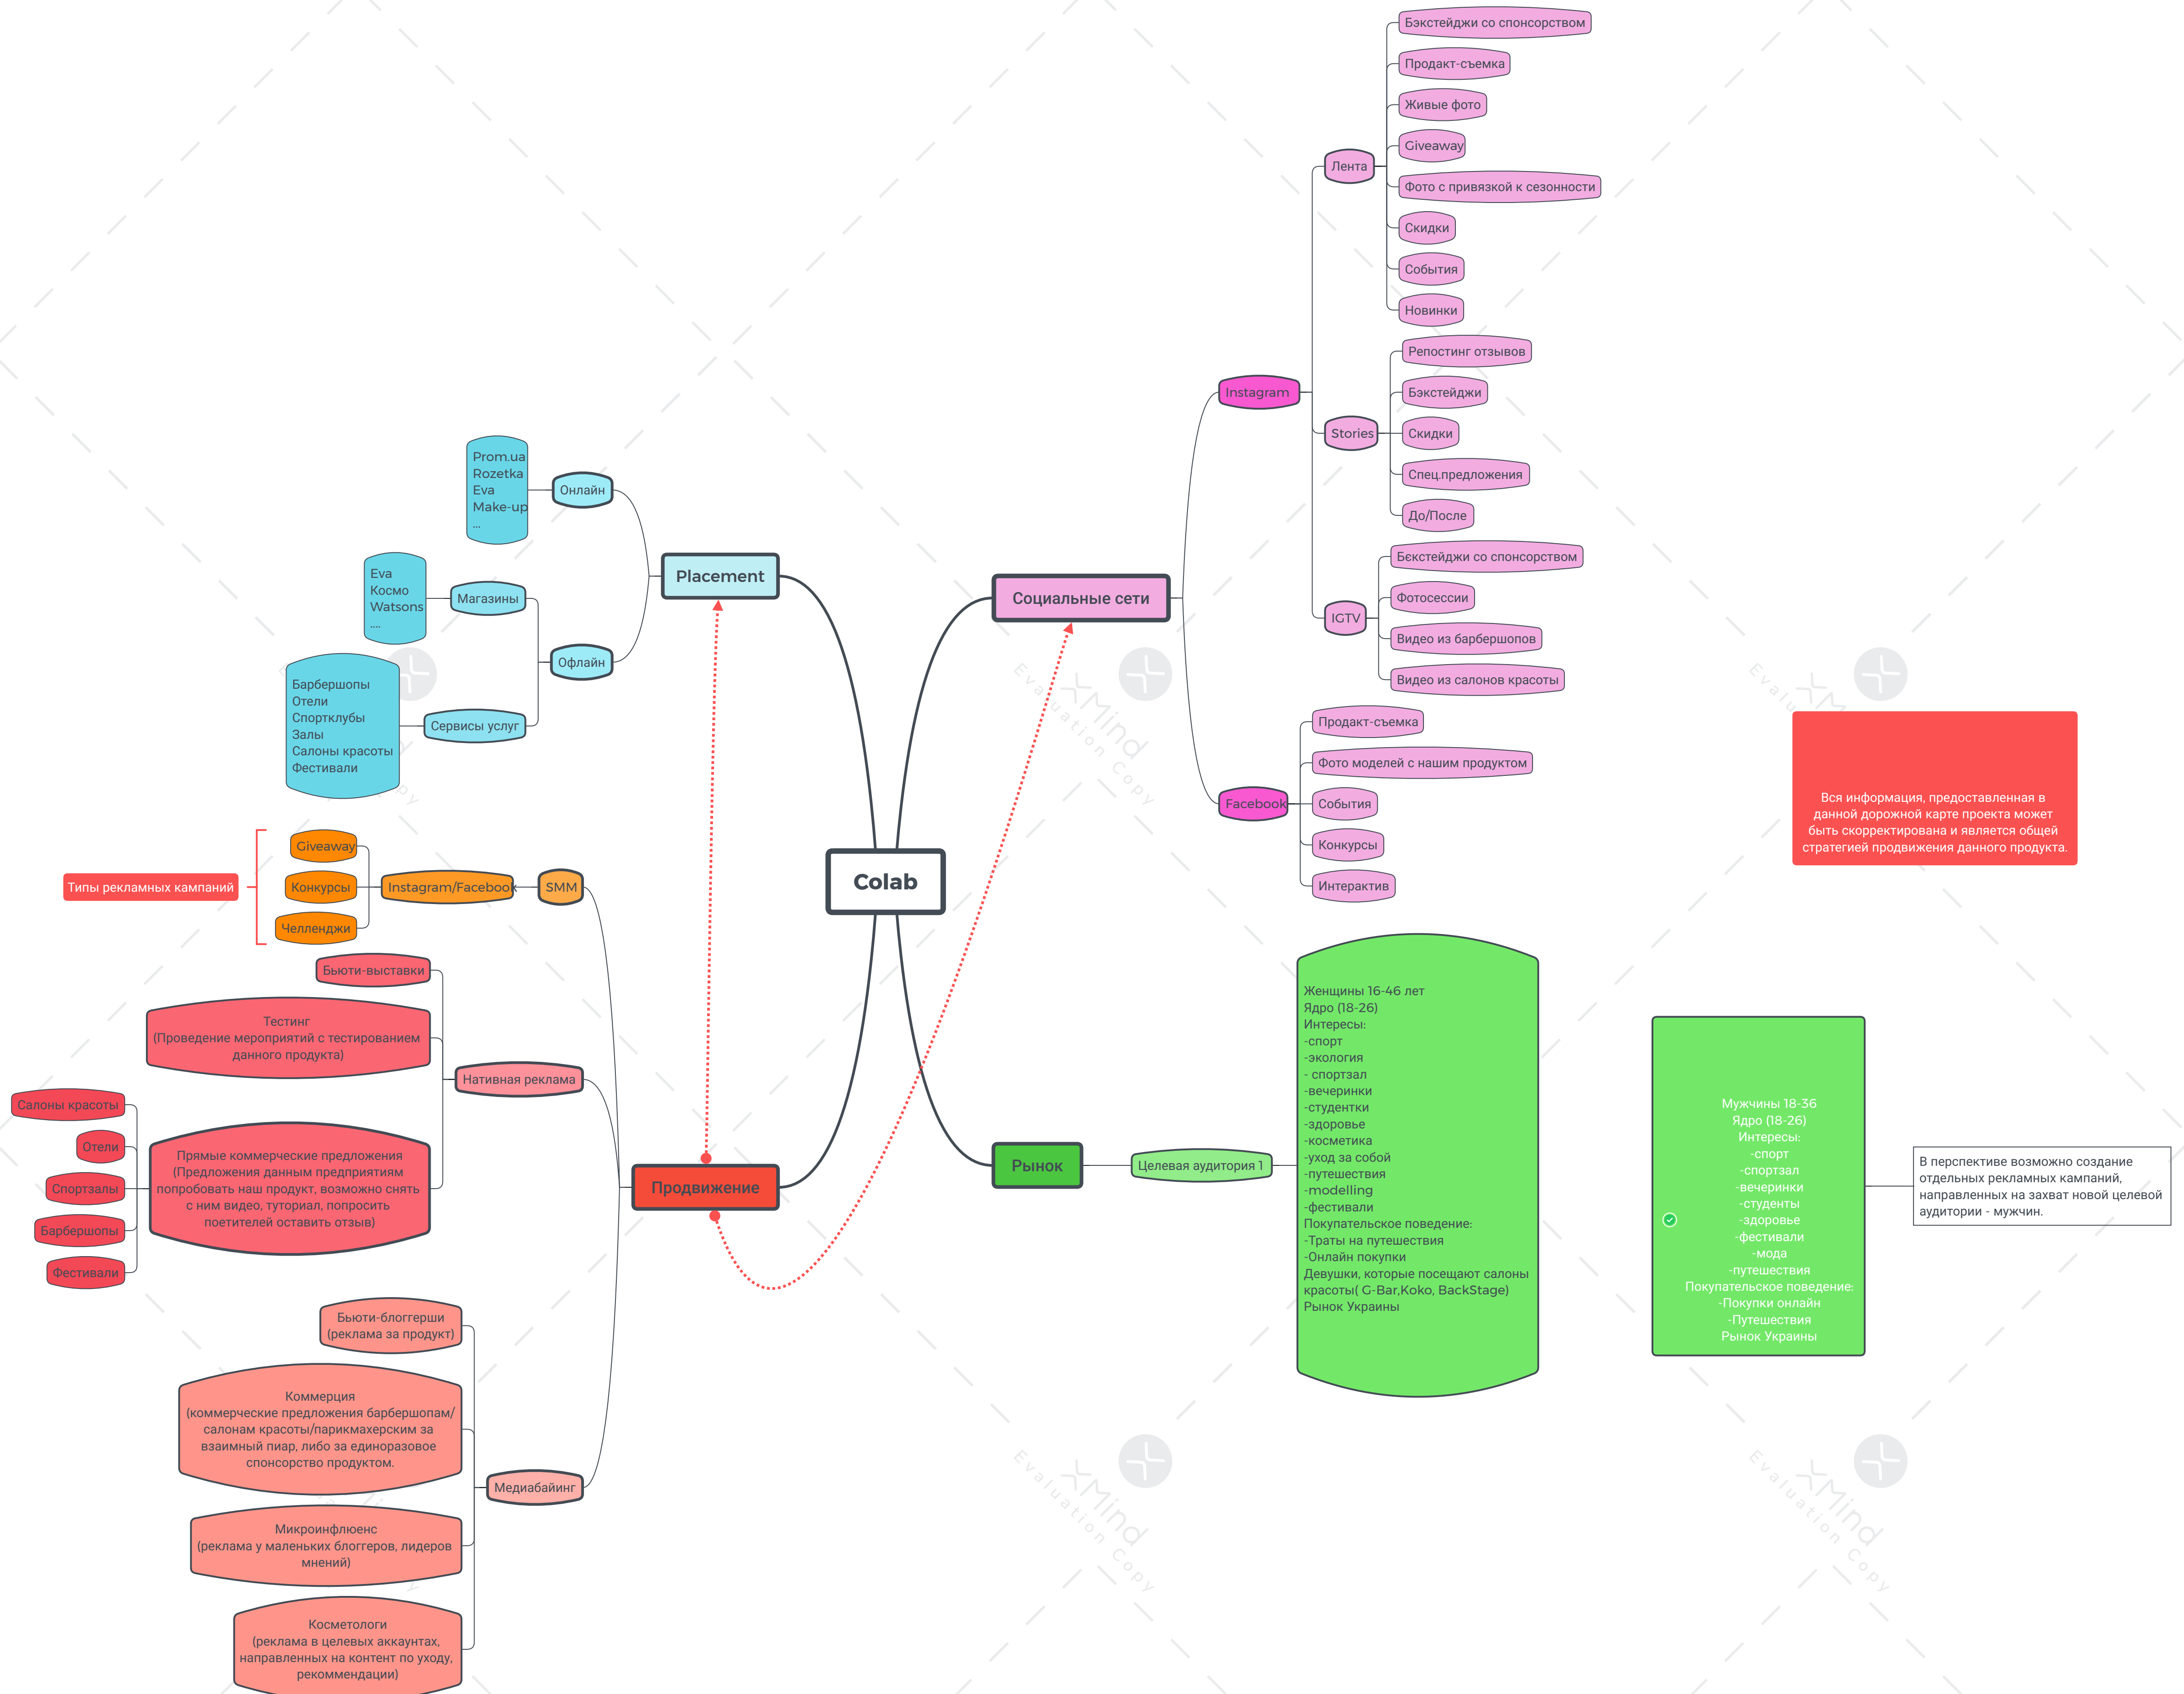 Colab
Социальные сети
Instagram
Лента
Бэкстейджи со спонсорством
Продакт-съемка
Живые фото
Giveaway
Фото с привязкой к сезонности
Скидки
События
Новинки
Stories
Репостинг отзывов
Бэкстейджи
Скидки
Спец.предложения
До/После
IGTV
Бєкстейджи со спонсорством
Фотосессии
Видео из барбершопов
Видео из салонов красоты
Facebook
Продакт-съемка
Фото моделей с нашим продуктом
События
Конкурсы
Интерактив
Рынок
Целевая аудитория 1
Женщины 16-46 лет
Ядро (18-26)
Интересы:
-спорт
-экология
- спортзал
-вечеринки
-студентки
-здоровье
-косметика
-уход за собой
-путешествия
-modelling
-фестивали
Покупательское поведение:
-Траты на путешествия
-Онлайн покупки
Девушки, которые посещают салоны
красоты( G-Bar,Koko, BackStage)
Рынок Украины
Placement
Онлайн
Prom.ua
Rozetka
Eva
Make-up
...
Офлайн
Магазины
Eva
Космо
Watsons
....
Сервисы услуг
Барбершопы
Отели
Спортклубы
Залы
Салоны красоты
Фестивали
Продвижение
SMM
Instagram/Facebook
Giveaway
Конкурсы
Челленджи
Типы рекламных кампаний
Нативная реклама
Бьюти-выставки
Тестинг
(Проведение мероприятий с тестированием
данного продукта)
Прямые коммерческие предложения
(Предложения данным предприятиям
попробовать наш продукт, возможно снять
с ним видео, туториал, попросить
поетителей оставить отзыв)
Салоны красоты
Отели
Спортзалы
Барбершопы
Фестивали
Медиабайинг
Бьюти-блоггерши
(реклама за продукт)
Коммерция
(коммерческие предложения барбершопам/
салонам красоты/парикмахерским за
взаимный пиар, либо за единоразовое
спонсорство продуктом.
Микроинфлюенс
(реклама у маленьких блоггеров, лидеров
мнений)
Косметологи
(реклама в целевых аккаунтах,
направленных на контент по уходу,
рекоммендации)
Вся информация, предоставленная в
данной дорожной карте проекта может
быть скорректирована и является общей
стратегией продвижения данного продукта.
Мужчины 18-36
Ядро (18-26)
Интересы:
-спорт
-спортзал
-вечеринки
-студенты
-здоровье
-фестивали
-мода
-путешествия
Покупательское поведение:
-Покупки онлайн
-Путешествия
Рынок Украины
В перспективе возможно создание
отдельных рекламных кампаний,
направленных на захват новой целевой
аудитории - мужчин.
XMind
Evaluation Copy
XMind
Evaluation Copy
XMind
Evaluation Copy